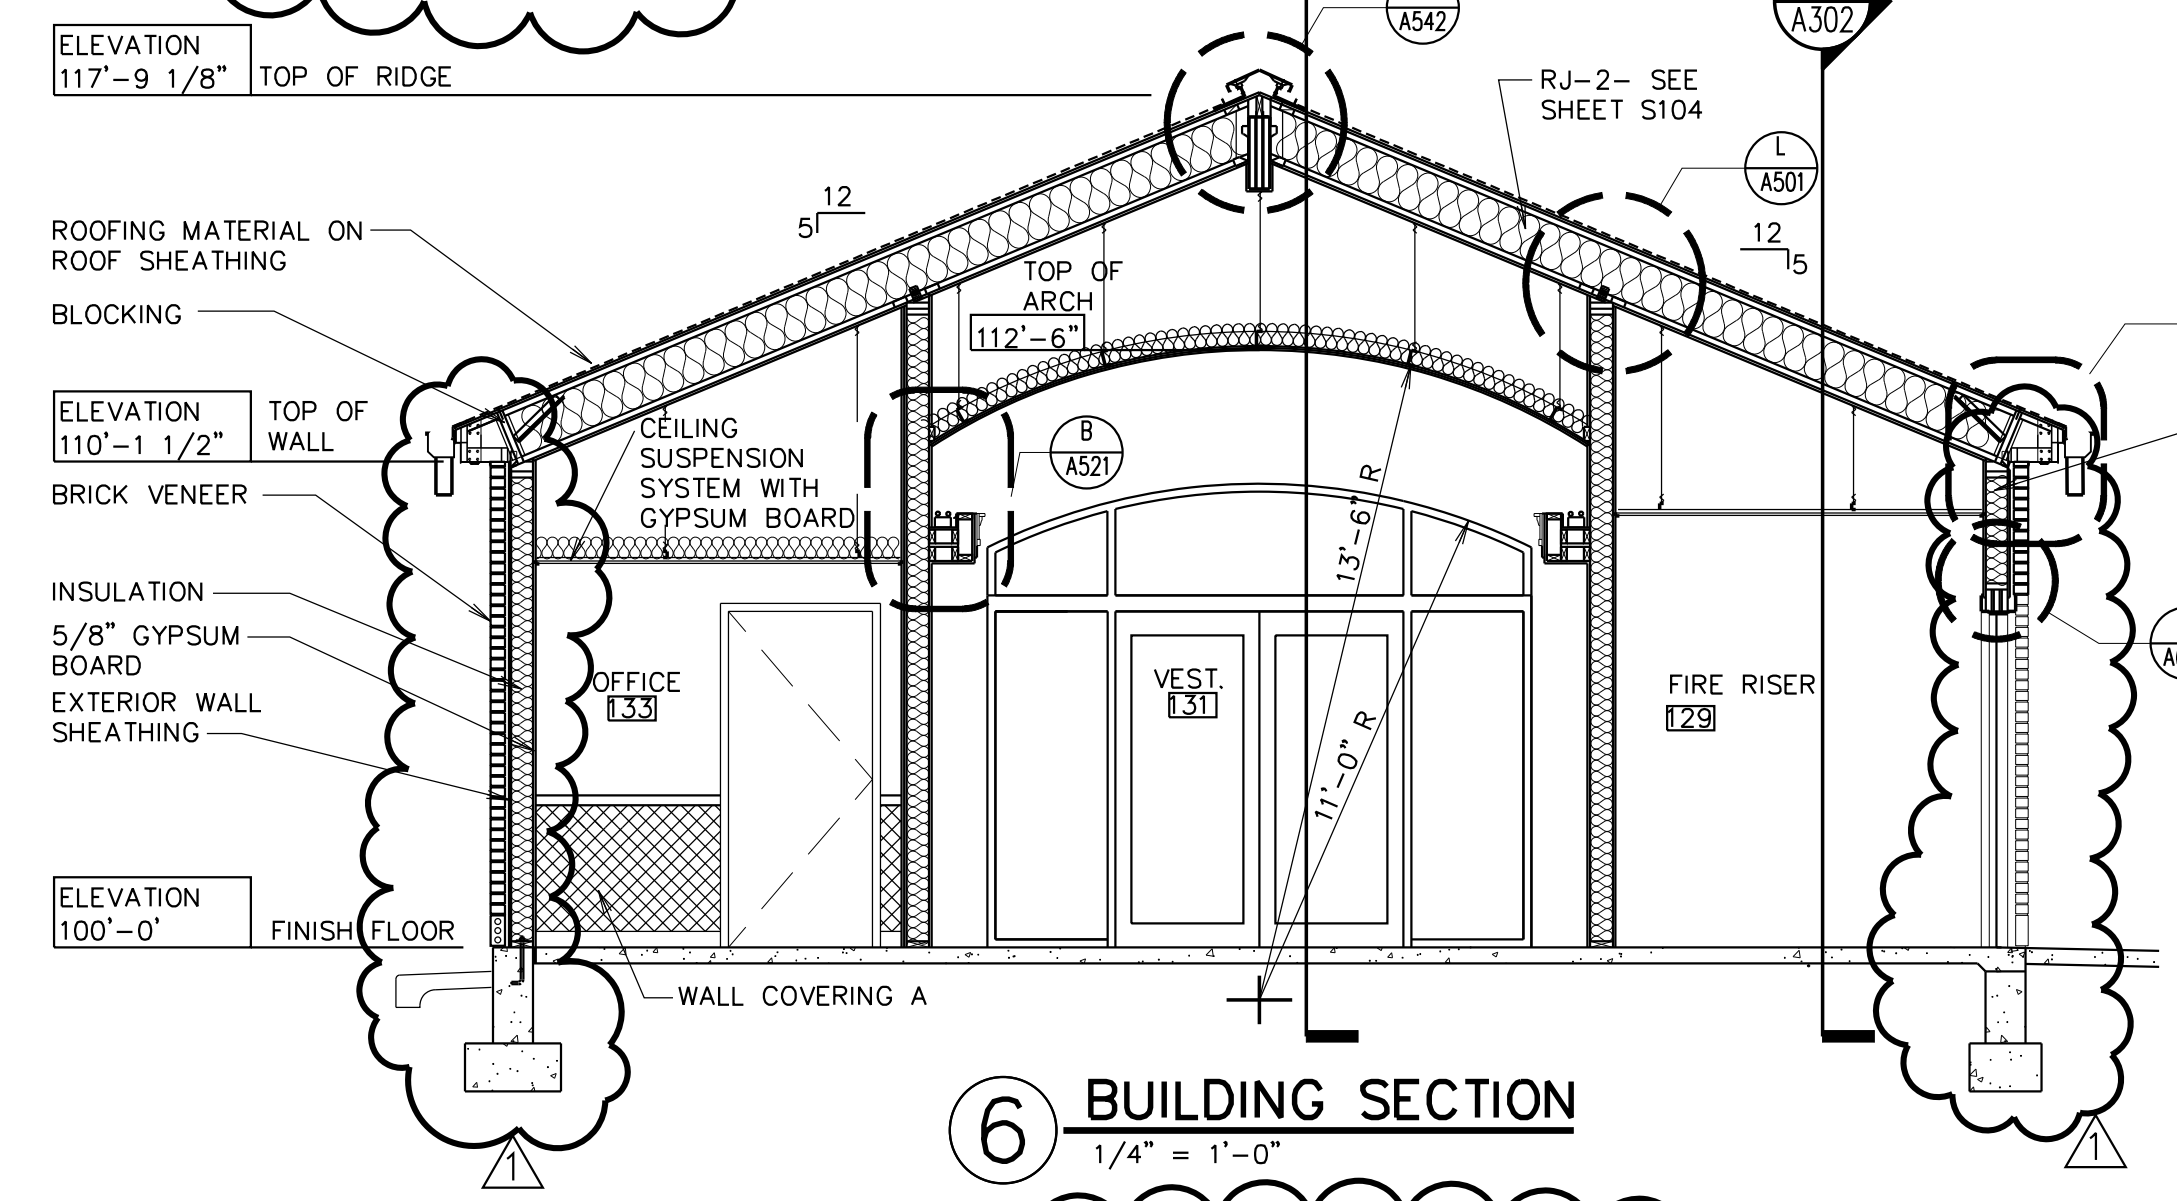 A542
A302
ELEVATION
117'-9 1/8"
TOP OF RIDGE
RJ-2- SEE
SHEET S104
L
A501
12
5
12
5
ROOFING MATERIAL ON
ROOF SHEATHING
BLOCKING
TOP OF
ARCH
112'-6"
ELEVATION
110'-1 1/2"
TOP OF
WALL
CEILING
SUSPENSION
SYSTEM WITH
GYPSUM BOARD
B
A521
BRICK VENEER
13'-6" R
INSULATION
5/8" GYPSUM
BOARD
EXTERIOR WALL
SHEATHING
OFFICE
133
VEST.
131
FIRE RISER
129
11'-0" R
ELEVATION
100'-0'
FINISH FLOOR
WALL COVERING A
6
BUILDING SECTION
1/4" = 1'-0"
1
1